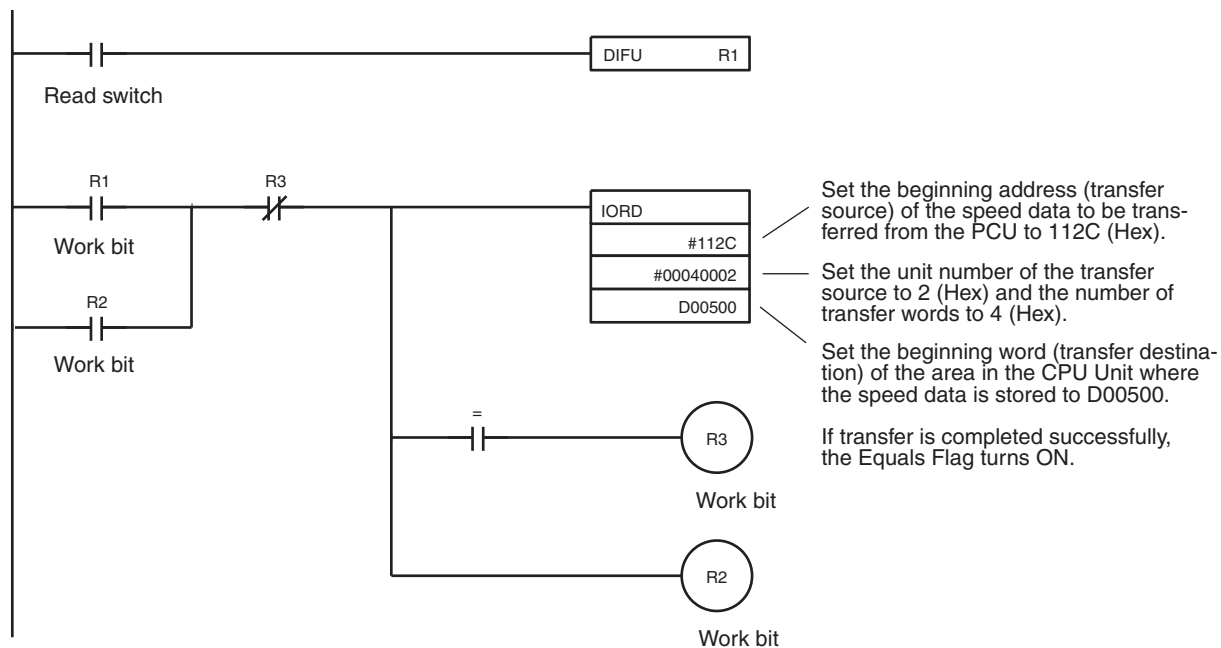 DIFU R1
Read switch
R1
R3
Work bit
R2
Work bit
IORD
#112C
#00040002
D00500
Set the beginning address (transfer
source) of the speed data to be trans-
ferred from the PCU to 112C (Hex).
Set the unit number of the transfer
source to 2 (Hex) and the number of
transfer words to 4 (Hex).
Set the beginning word (transfer destina-
tion) of the area in the CPU Unit where
the speed data is stored to D00500.
If transfer is completed successfully,
the Equals Flag turns ON.
=
R3
Work bit
R2
Work bit